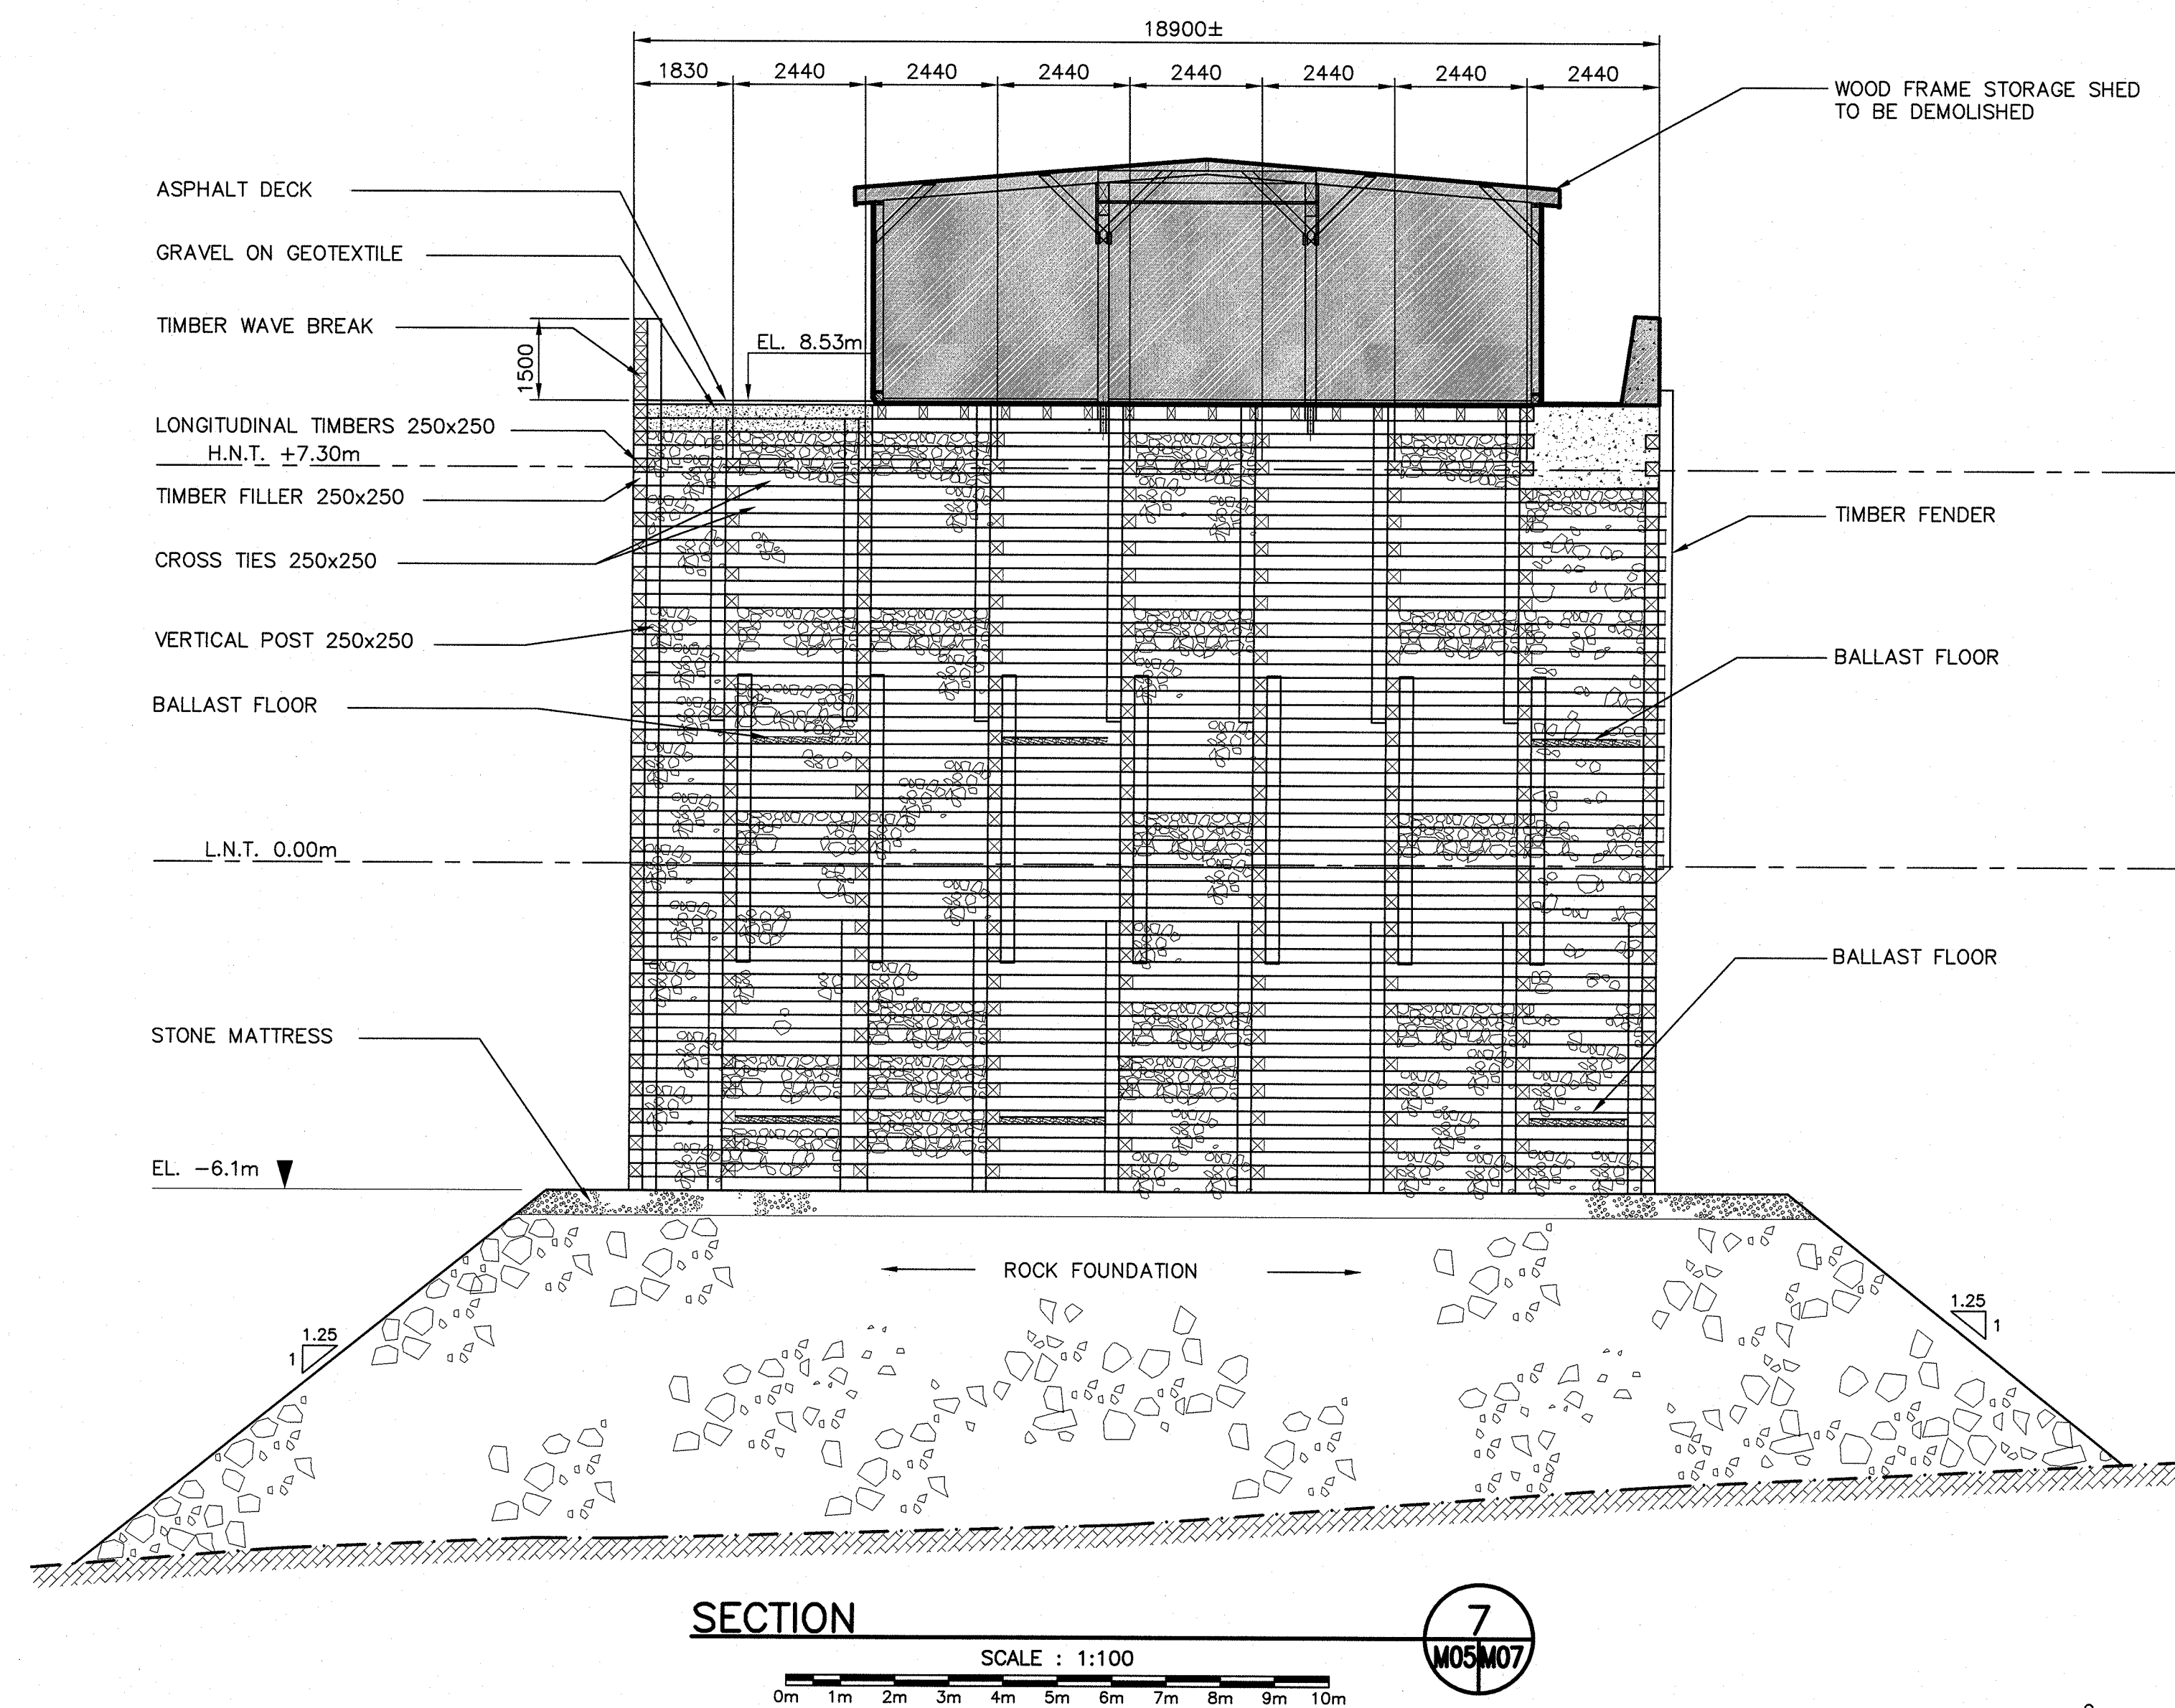 18900±
1830 2440 2440 2440 2440 2440 2440 2440
WOOD FRAME STORAGE SHED
TO BE DEMOLISHED
ASPHALT DECK
GRAVEL ON GEOTEXTILE
TIMBER WAVE BREAK
EL. 8.53m
1500
LONGITUDINAL TIMBERS 250x250
H.N.T. +7.30m
TIMBER FILLER 250x250
TIMBER FENDER
CROSS TIES 250x250
VERTICAL POST 250x250
BALLAST FLOOR
BALLAST FLOOR
L.N.T. 0.00m
BALLAST FLOOR
STONE MATTRESS
EL. -6.1m
ROCK FOUNDATION
1.25
1
1.25
1
SECTION
7
M05 M07
SCALE : 1:100
0m 1m 2m 3m 4m 5m 6m 7m 8m 9m 10m